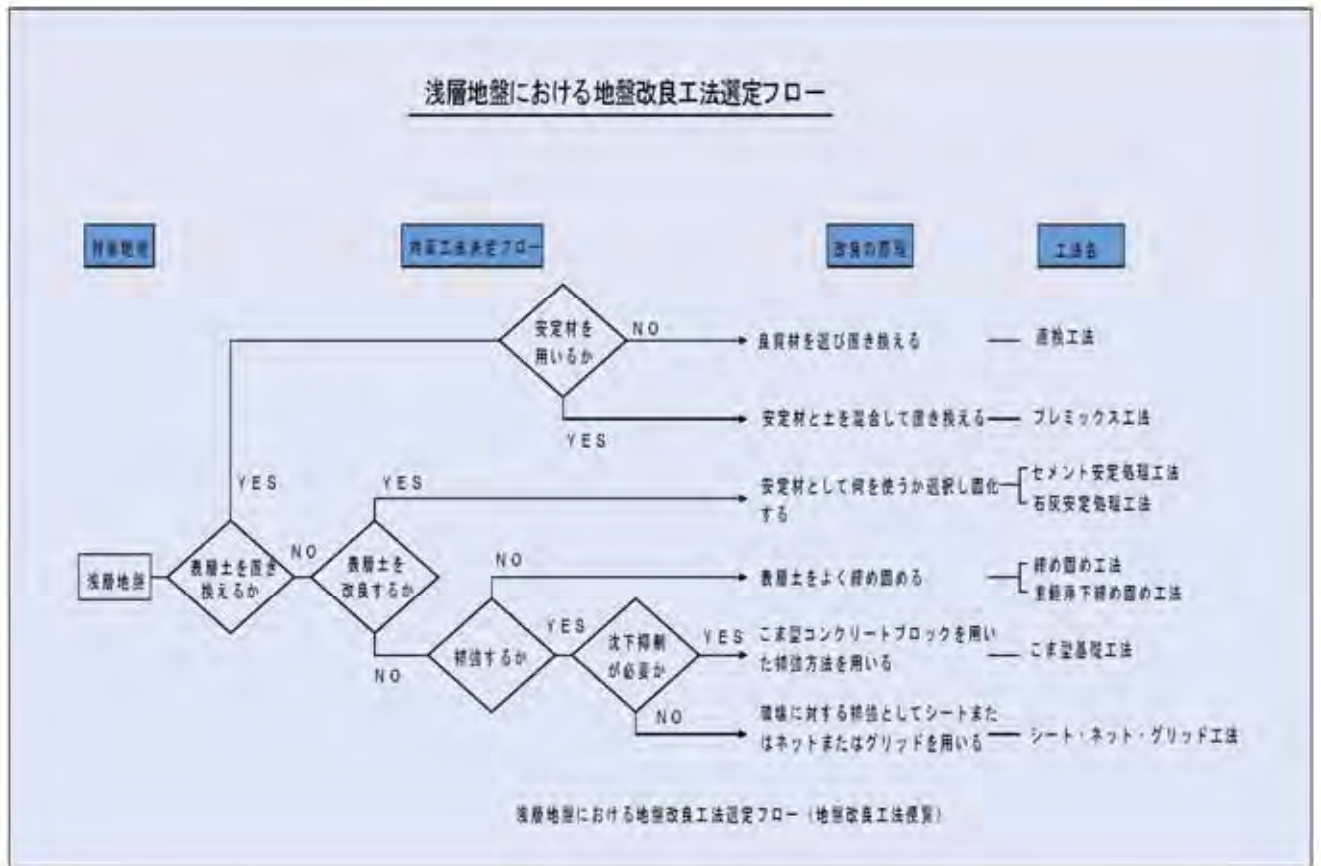 浅層地盤における地盤改良工法選定フロー
対象地盤
対策工法決定フロー
改良の原理
工法名
安定材を
用いるか
NO
良質材を選び置き換える
置換工法
YES
安定材と土を混合して置き換える
プレミックス工法
YES
YES
安定材として何を使うか選択し固化
する
セメント安定処理工法
石灰安定処理工法
浅層地盤
表層土を置き
換えるか
NO
表層土を
改良するか
NO
表層土をよく締め固める
締め固め工法
重錘落下締め固め工法
NO
補強するか
YES
沈下抑制
が必要か
YES
こま型コンクリートブロックを用い
た補強方法を用いる
こま型基礎工法
NO
破壊に対する補強としてシートまた
はネットまたはグリッドを用いる
シート・ネット・グリッド工法
浅層地盤における地盤改良工法選定フロー（地盤改良工法便覧）